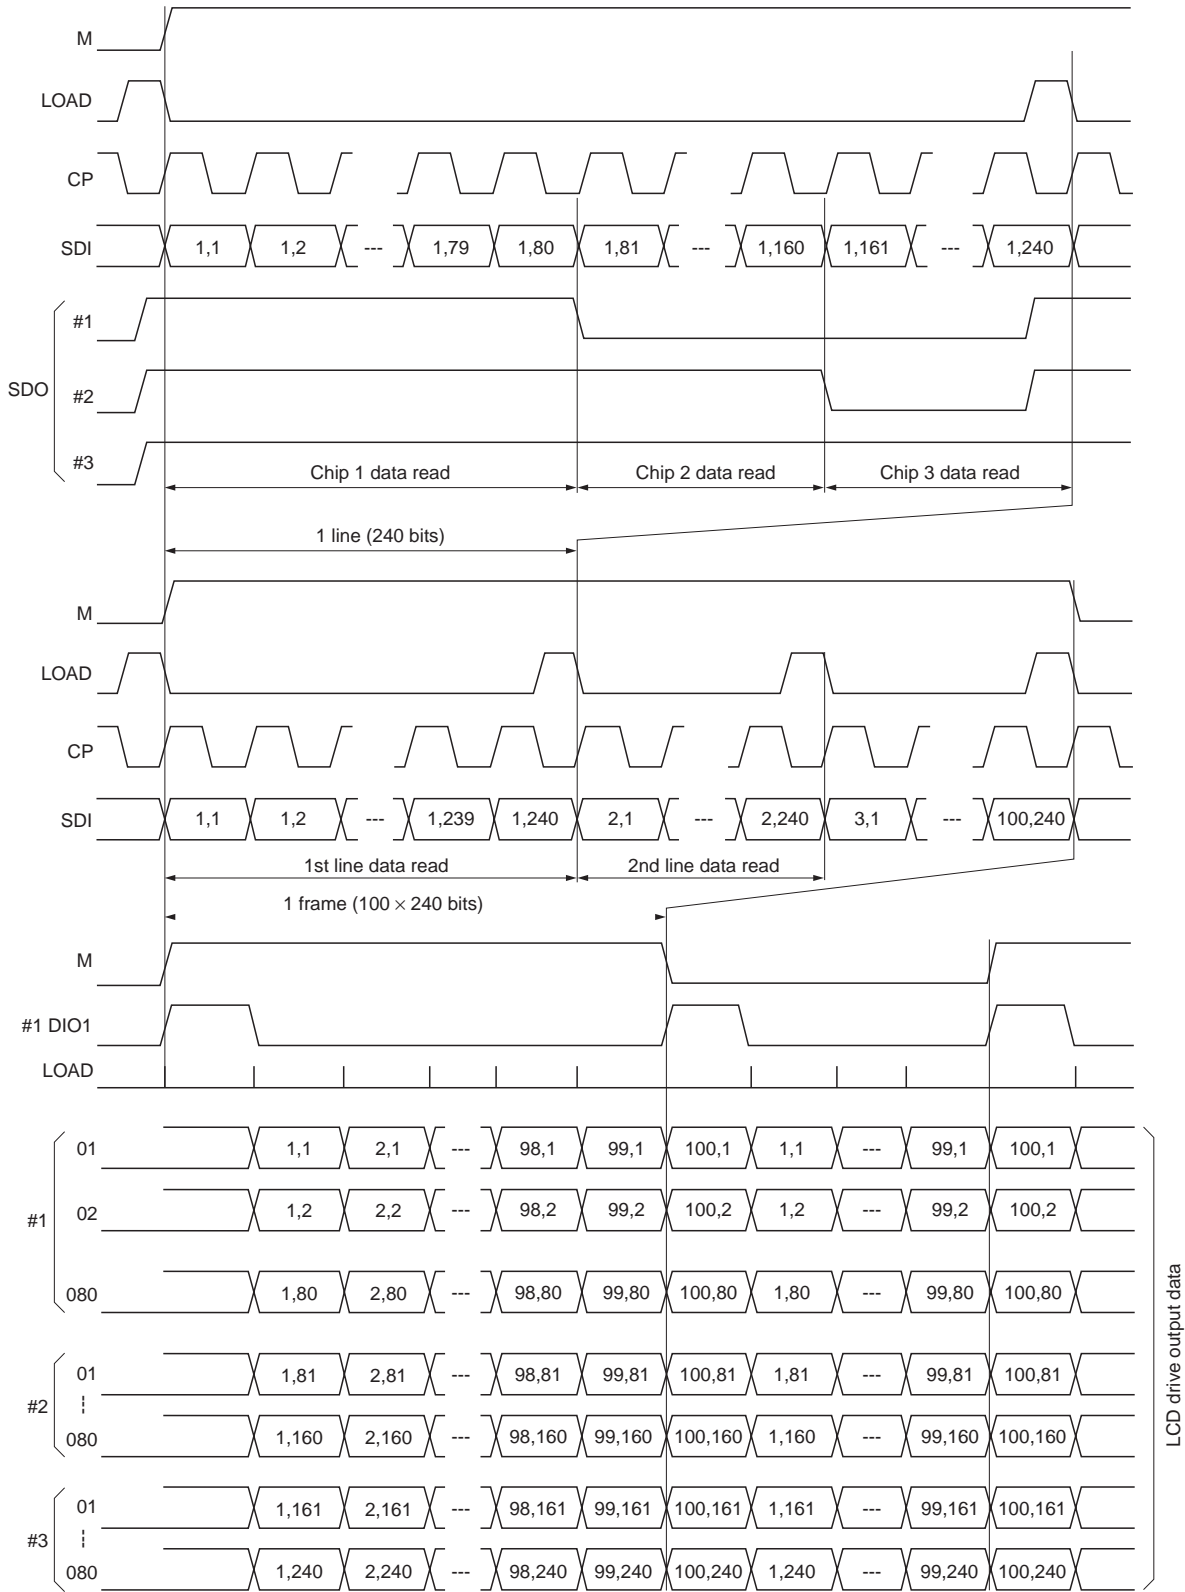 M
LOAD
CP
SDI 1,1 1,2 --- 1,79 1,80 1,81 --- 1,160 1,161 --- 1,240
SDO
#1
#2
#3
Chip 1 data read Chip 2 data read Chip 3 data read
1 line (240 bits)
M
LOAD
CP
SDI 1,1 1,2 --- 1,239 1,240 2,1 --- 2,240 3,1 --- 100,240
1st line data read 2nd line data read
1 frame (100 × 240 bits)
M
#1 DIO1
LOAD
#1
01 1,1 2,1 --- 98,1 99,1 100,1 1,1 --- 99,1 100,1
02 1,2 2,2 --- 98,2 99,2 100,2 1,2 --- 99,2 100,2
080 1,80 2,80 --- 98,80 99,80 100,80 1,80 --- 99,80 100,80
#2
01 1,81 2,81 --- 98,81 99,81 100,81 1,81 --- 99,81 100,81
080 1,160 2,160 --- 98,160 99,160 100,160 1,160 --- 99,160 100,160
#3
01 1,161 2,161 --- 98,161 99,161 100,161 1,161 --- 99,161 100,161
080 1,240 2,240 --- 98,240 99,240 100,240 1,240 --- 99,240 100,240
LCD drive output data